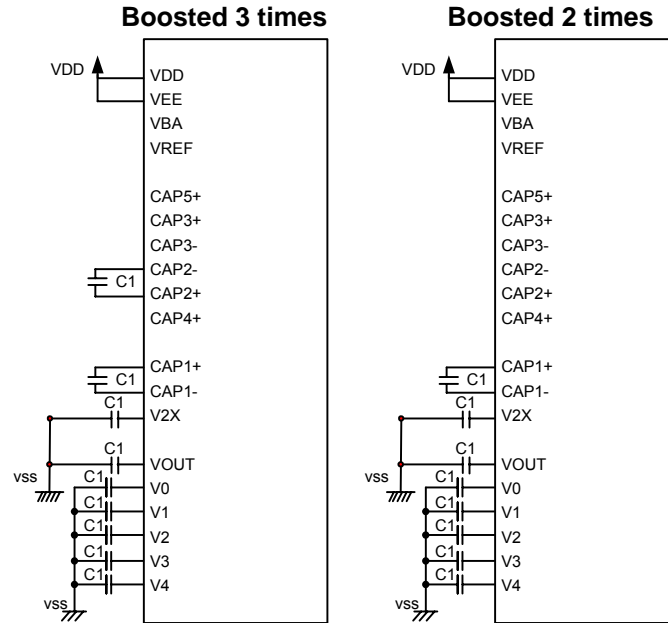 Boosted 3 times
VDD
VDD
VEE
VBA
VREF
CAP5+
CAP3+
CAP3-
CAP2-
C1
CAP2+
CAP4+
CAP1+
C1
CAP1-
C1
V2X
C1
VOUT
vss
C1
V0
C1
V1
C1
V2
C1
V3
C1
V4
vss
Boosted 2 times
VDD
VDD
VEE
VBA
VREF
CAP5+
CAP3+
CAP3-
CAP2-
CAP2+
CAP4+
CAP1+
C1
CAP1-
C1
V2X
C1
VOUT
vss
C1
V0
C1
V1
C1
V2
C1
V3
C1
V4
vss